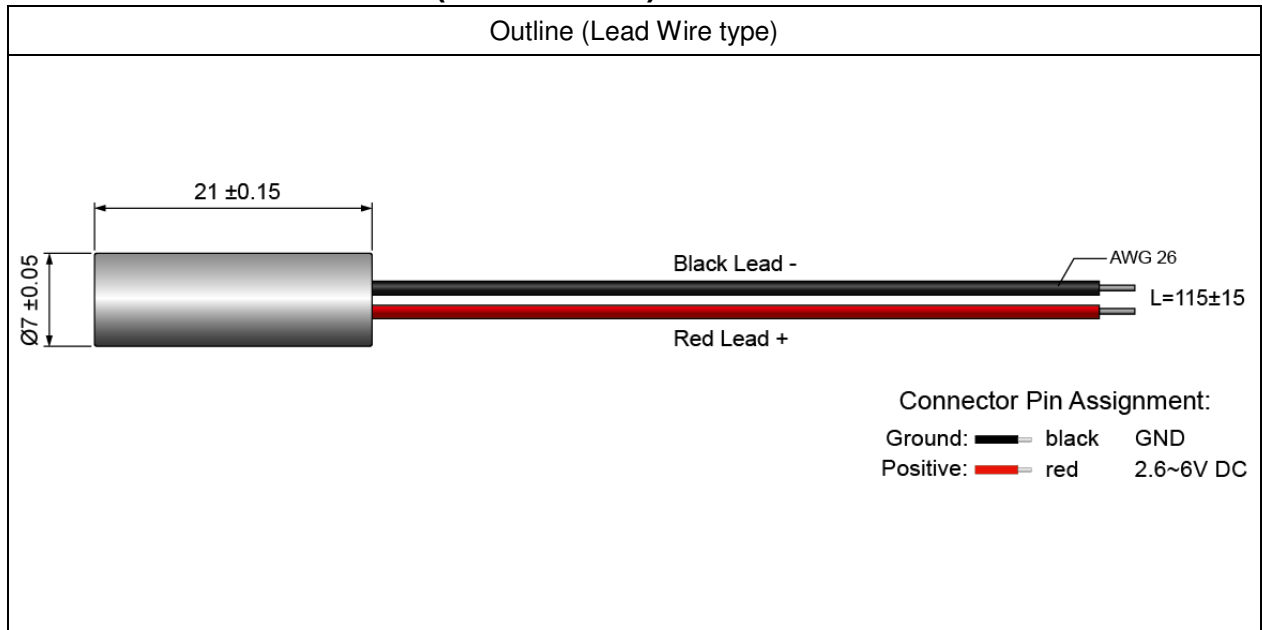 Outline (Lead Wire type)
21 ±0.15
Ø7 ±0.05
Black Lead -
AWG 26
L=115±15
Red Lead +
Connector Pin Assignment:
Ground: black GND
Positive: red 2.6~6V DC